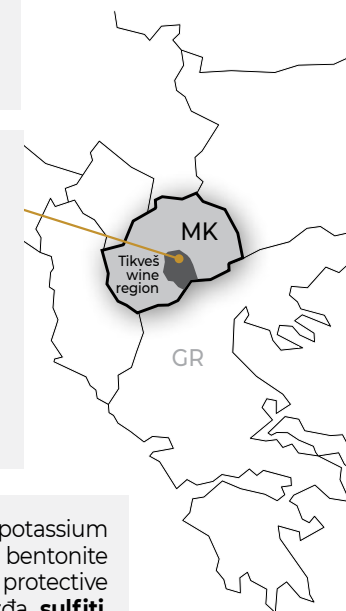 MK
Tikveš
wine
region
GR
potassium
bentonite
protective
sulfiti,